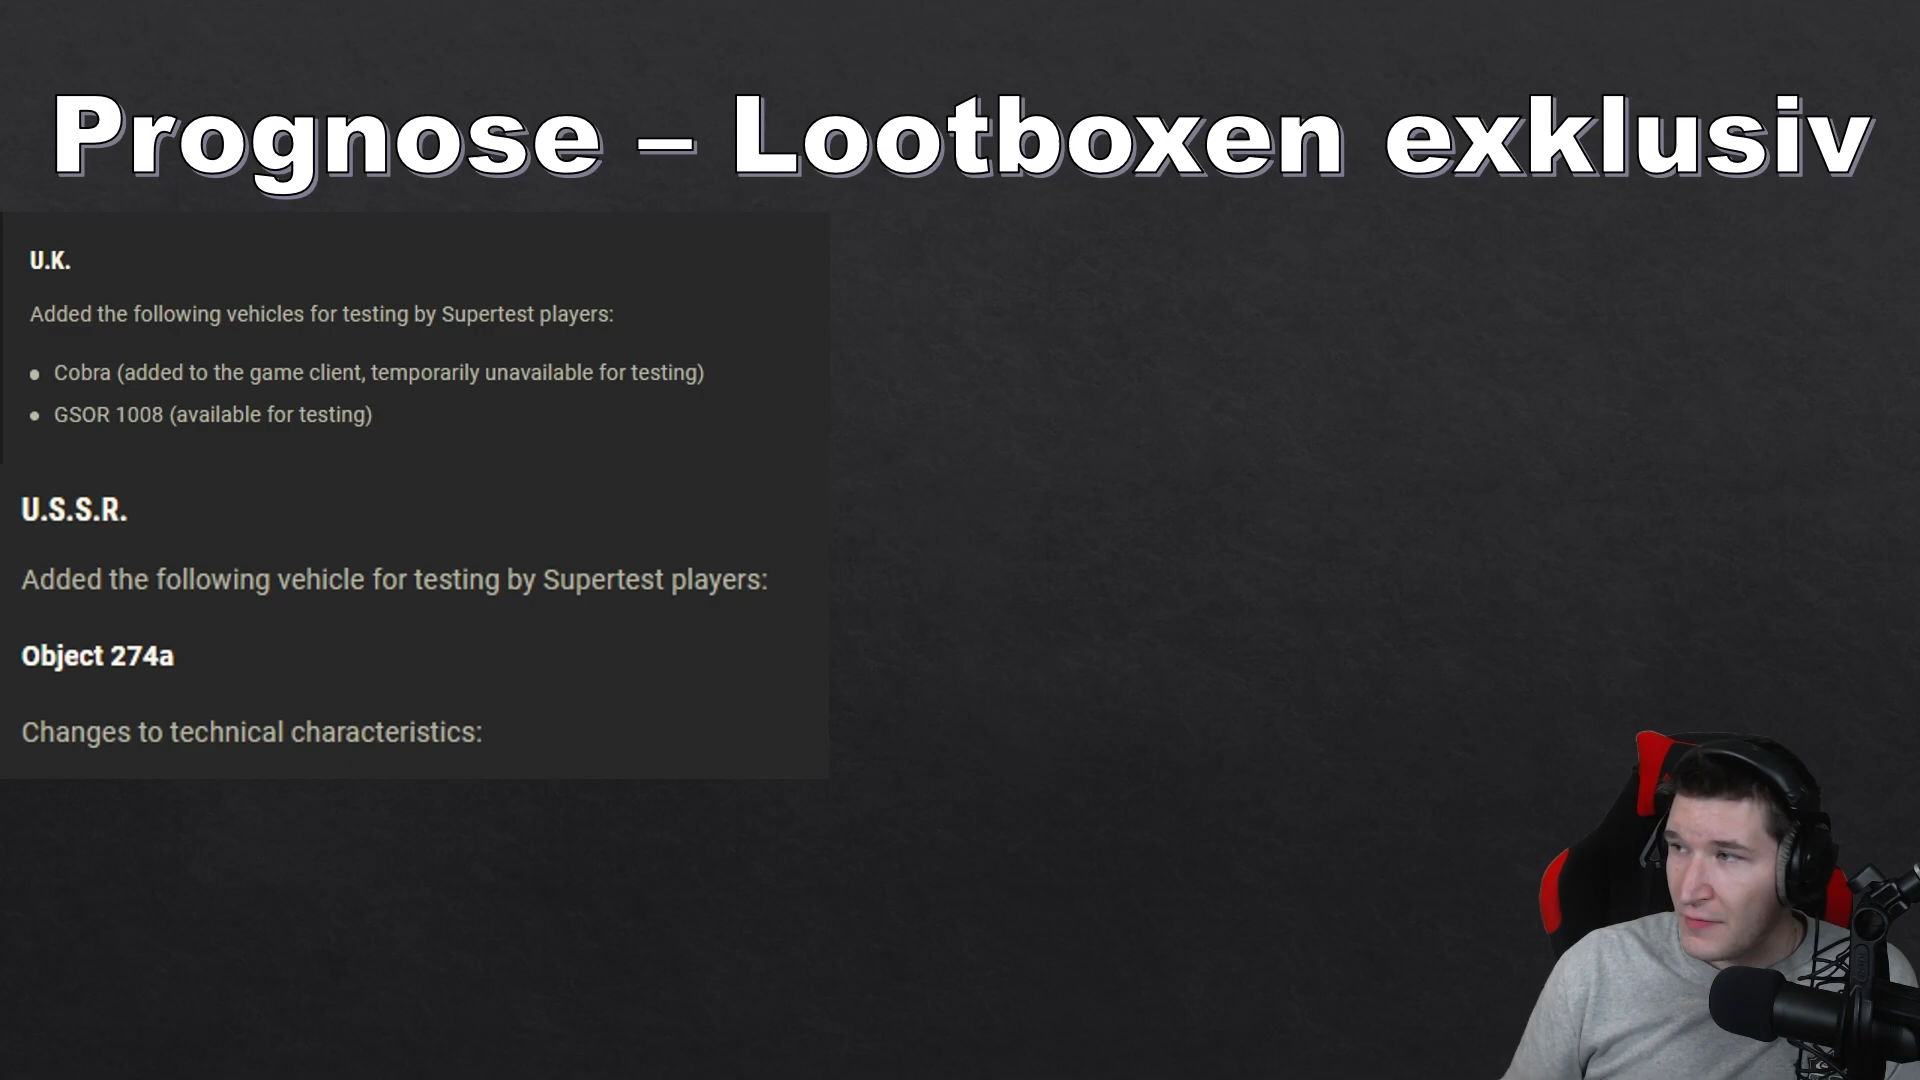 Prognose – Lootboxen exklusiv
U.K.
Added the following vehicles for testing by Supertest players:
• Cobra (added to the game client, temporarily unavailable for testing)
• GSOR 1008 (available for testing)
U.S.S.R.
Added the following vehicle for testing by Supertest players:
Object 274a
Changes to technical characteristics: